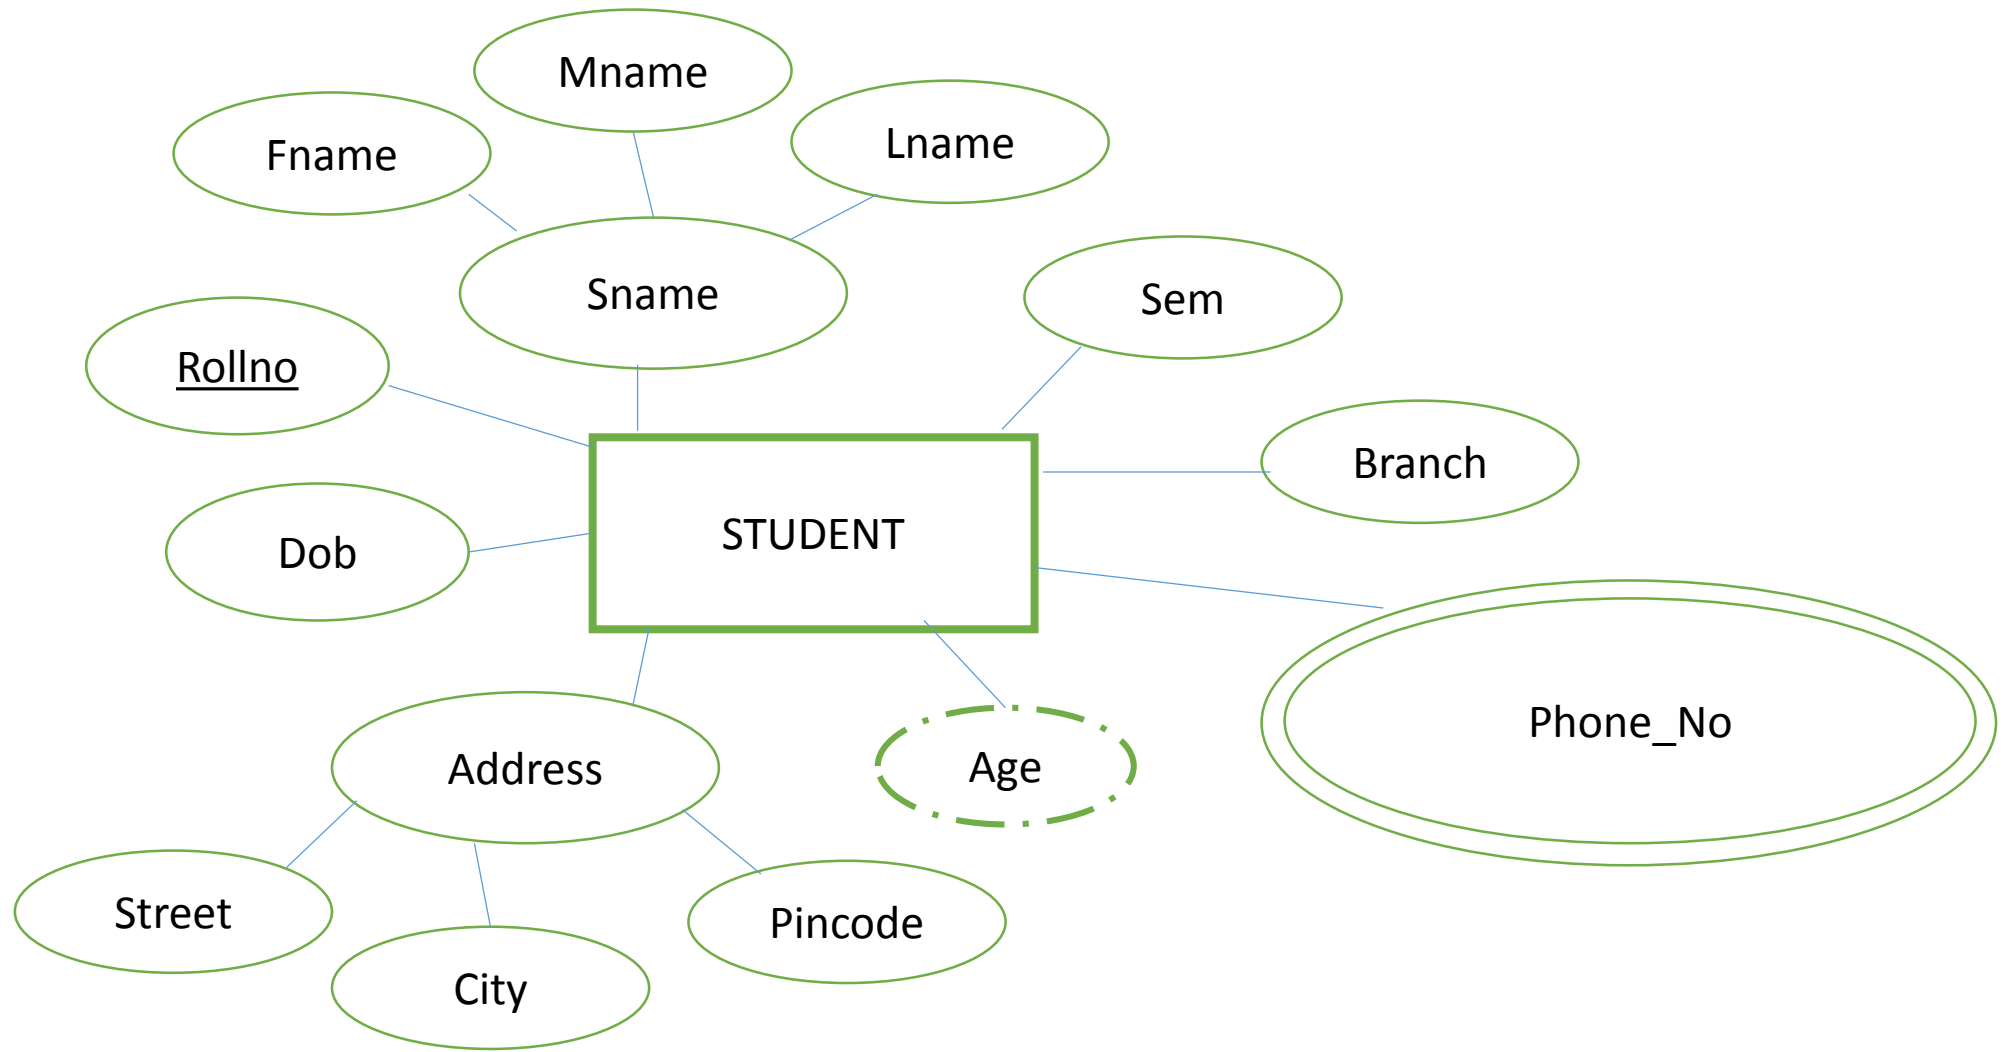 Mname
Fname
Lname
Sname
Sem
Rollno
Branch
STUDENT
Dob
Phone_No
Address
Age
Street
Pincode
City